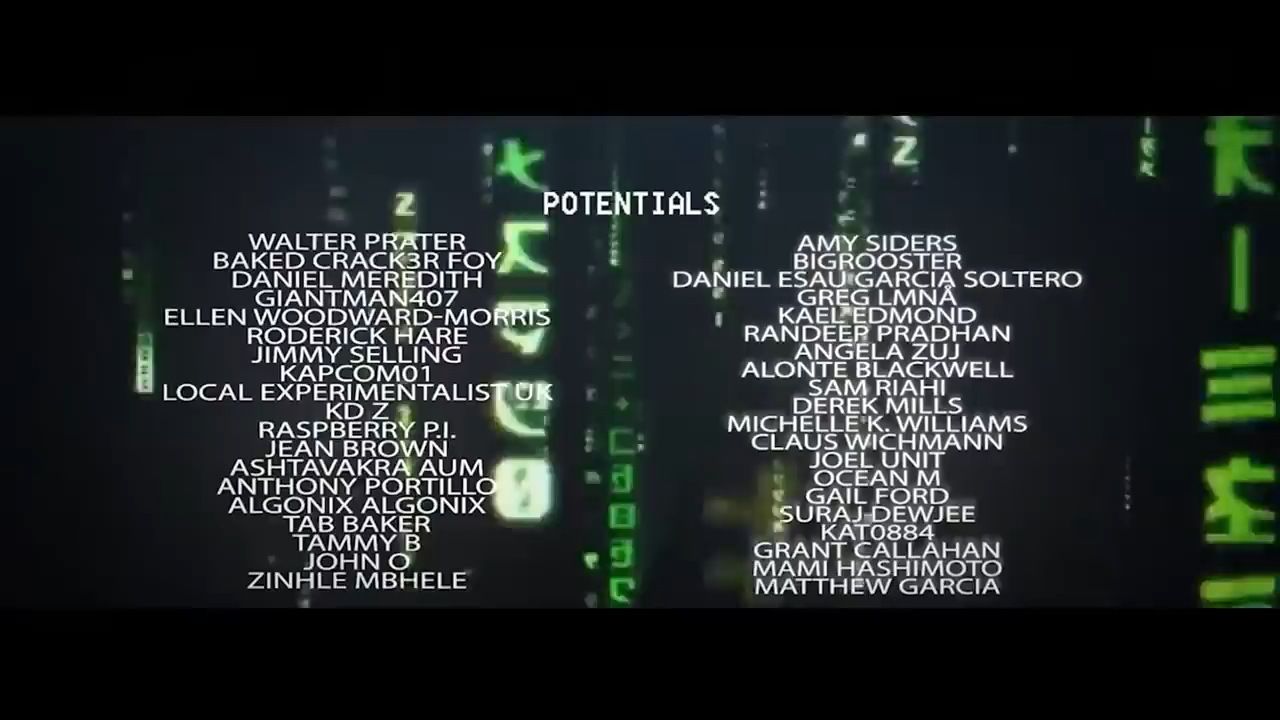 POTENTIALS
WALTER PRATER
BAKED CRACK3R FOY
DANIEL MEREDITH
GIANTMAN407
ELLEN WOODWARD-MORRIS
RODERICK HARE
JIMMY SELLING
KAPCOM01
LOCAL EXPERIMENTALIST UK
KD Z
RASPBERRY P.I.
JEAN BROWN
ASHTAVAKRA AUM
ANTHONY PORTILLO
ALGONIX ALGONIX
TAB BAKER
TAMMY B
JOHN O
ZINHLE MBHELE
AMY SIDERS
BIGROOSTER
DANIEL ESAU GARCIA SOLTERO
GREG LMNÅ
KAEL EDMOND
RANDEEP PRADHAN
ANGELA ZUJ
ALONTE BLACKWELL
SAM RIAHI
DEREK MILLS
MICHELLE K. WILLIAMS
CLAUS WICHMANN
JOEL UNIT
OCEAN M
GAIL FORD
SURAJ DEWJEE
KAT0884
GRANT CALLAHAN
MAMI HASHIMOTO
MATTHEW GARCIA